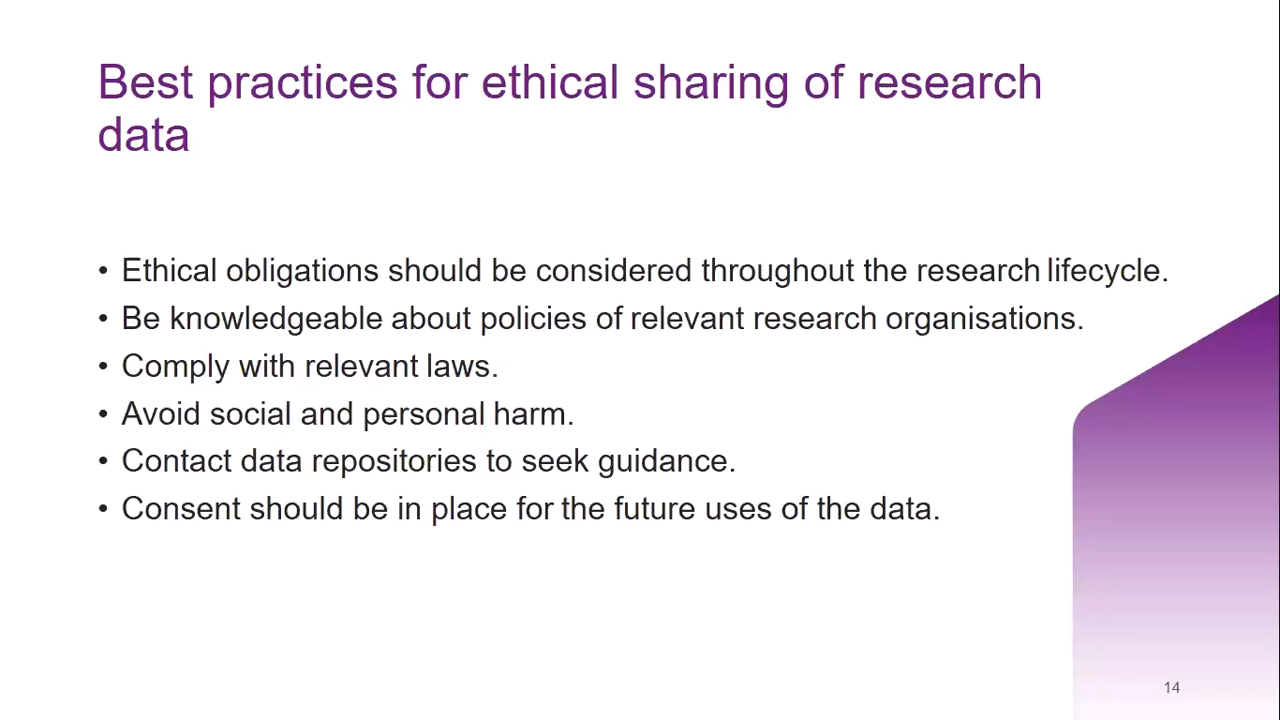 Best practices for ethical sharing of research
data
• Ethical obligations should be considered throughout the research lifecycle.
• Be knowledgeable about policies of relevant research organisations.
• Comply with relevant laws.
• Avoid social and personal harm.
• Contact data repositories to seek guidance.
• Consent should be in place for the future uses of the data.
14